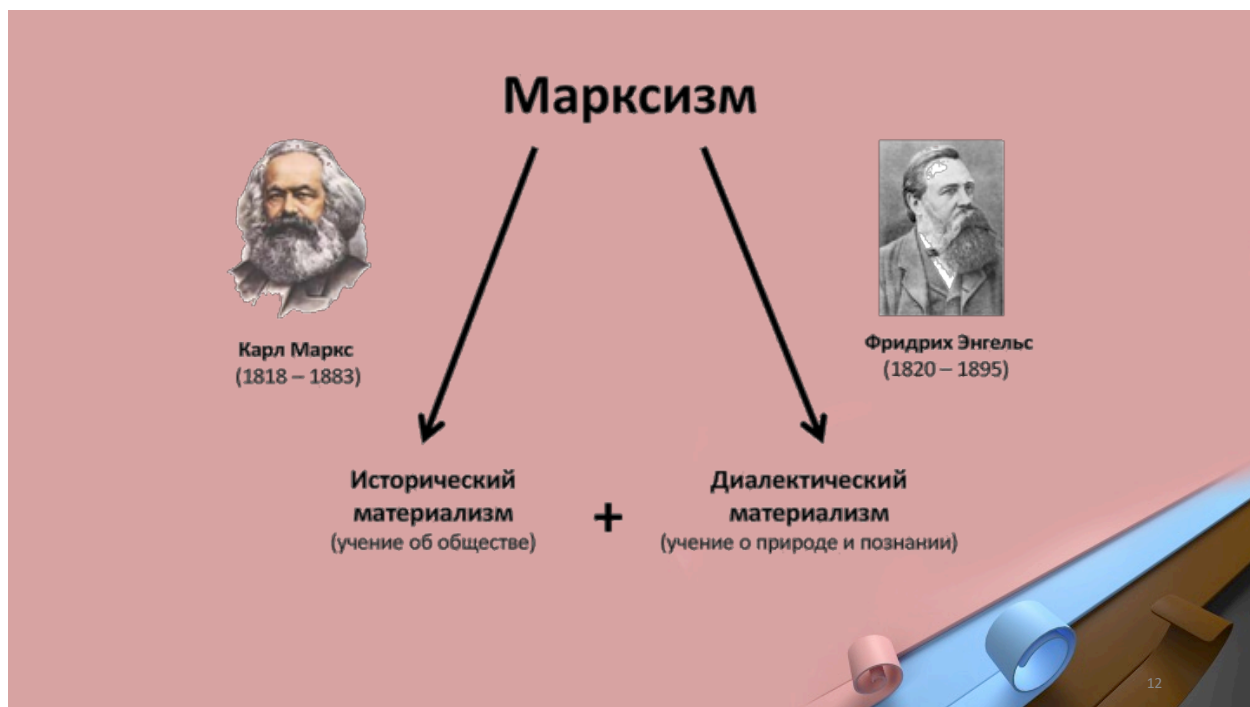 Марксизм
Карл Маркс
(1818 – 1883)
Фридрих Энгельс
(1820 – 1895)
Исторический
материализм
(учение об обществе)
+
Диалектический
материализм
(учение о природе и познании)
12